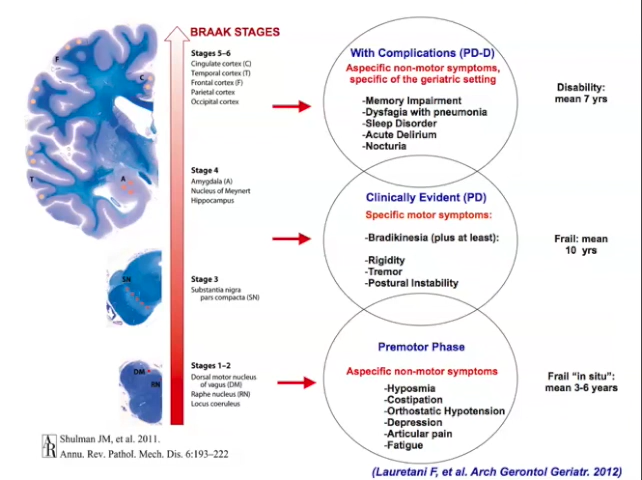 BRAAK STAGES
Stages 5–6
Cingulate cortex (C)
Temporal cortex (T)
Frontal cortex (F)
Parietal cortex
Occipital cortex
F
C
T
A
Stage 4
Amygdala (A)
Nucleus of Meynert
Hippocampus
SN
Stage 3
Substantia nigra
pars compacta (SN)
DM
RN
Stages 1–2
Dorsal motor nucleus
of vagus (DM)
Raphe nucleus (RN)
Locus coeruleus
With Complications (PD-D)
Aspecific non-motor symptoms,
specific of the geriatric setting
-Memory Impairment
-Dysfagia with pneumonia
-Sleep Disorder
-Acute Delirium
-Nocturia
Disability:
mean 7 yrs
Clinically Evident (PD)
Specific motor symptoms:
-Bradikinesia (plus at least):
-Rigidity
-Tremor
-Postural Instability
Frail: mean
10 yrs
Premotor Phase
Aspecific non-motor symptoms
-Hyposmia
-Costipation
-Orthostatic Hypotension
-Depression
-Articular pain
-Fatigue
Frail “in situ”:
mean 3-6 years
AR Shulman JM, et al. 2011.
Annu. Rev. Pathol. Mech. Dis. 6:193–222
(Lauretani F, et al. Arch Gerontol Geriatr. 2012)